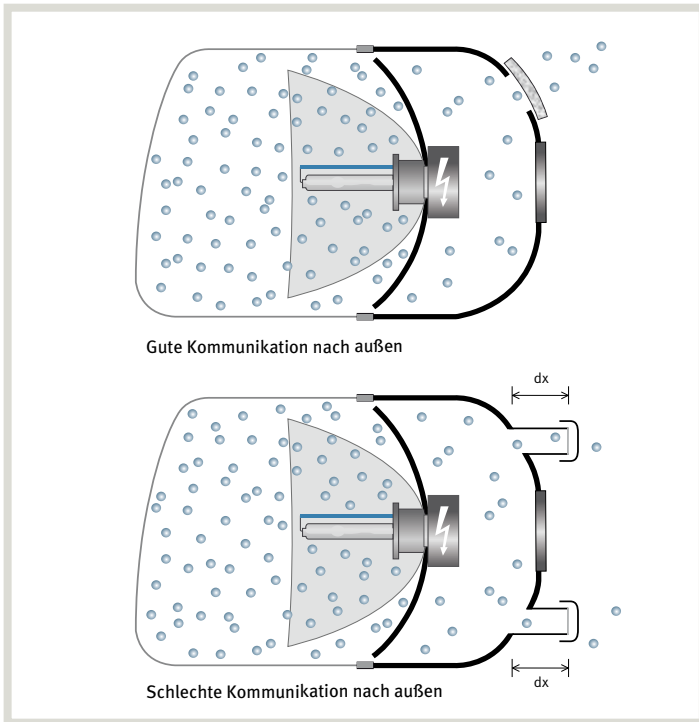 Gute Kommunikation nach außen
dx
dx
Schlechte Kommunikation nach außen